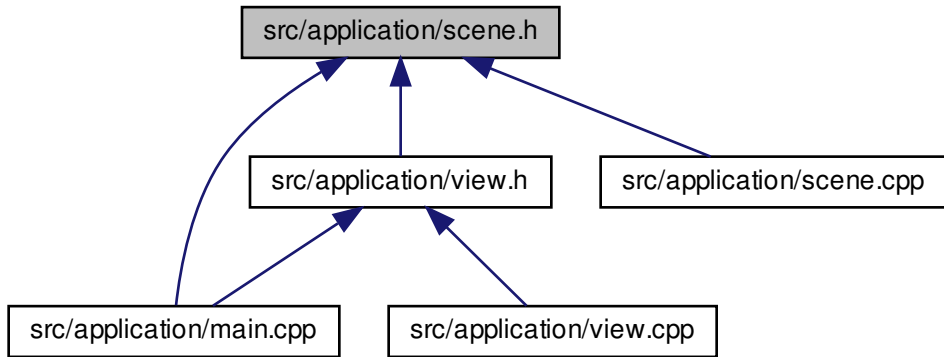 src/application/scene.h
src/application/view.h
src/application/scene.cpp
src/application/main.cpp
src/application/view.cpp